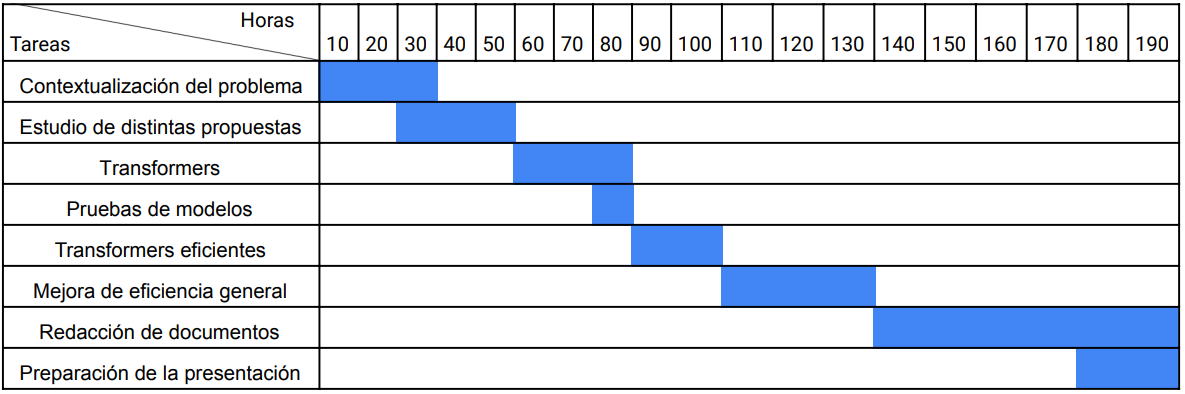 Horas
Tareas 10 20 30 40 50 60 70 80 90 100 110 120 130 140 150 160 170 180 190
Contextualización del problema
Estudio de distintas propuestas
Transformers
Pruebas de modelos
Transformers eficientes
Mejora de eficiencia general
Redacción de documentos
Preparación de la presentación